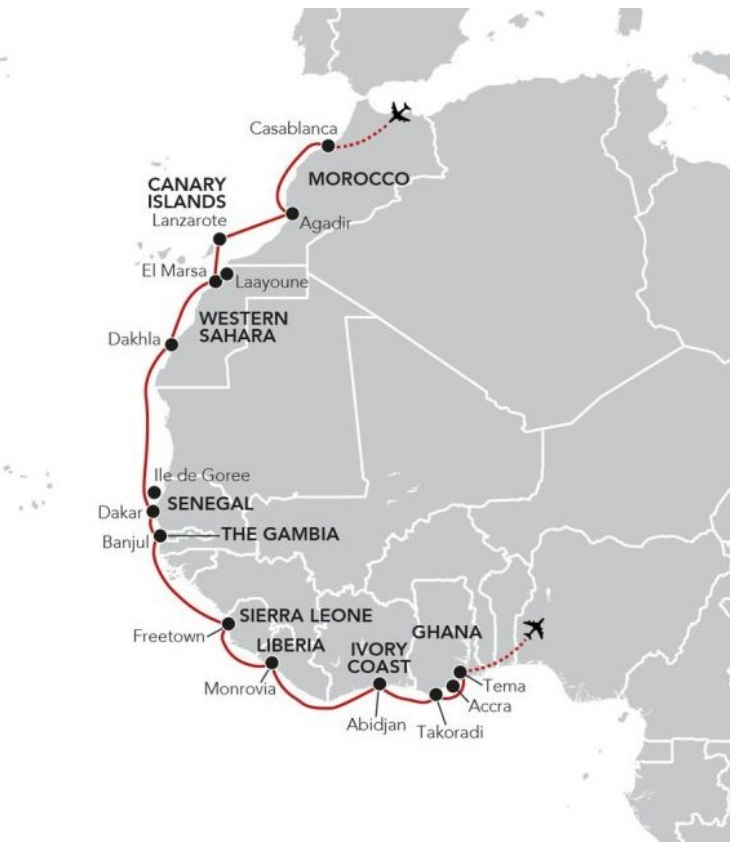 Casablanca
MOROCCO
CANARY
ISLANDS
Lanzarote
Agadir
El Marsa
Laayoune
WESTERN
SAHARA
Dakhla
Ile de Goree
SENEGAL
Dakar
THE GAMBIA
Banjul
SIERRA LEONE
Freetown
LIBERIA
GHANA
IVORY
COAST
Monrovia
Tema
Accra
Abidjan
Takoradi